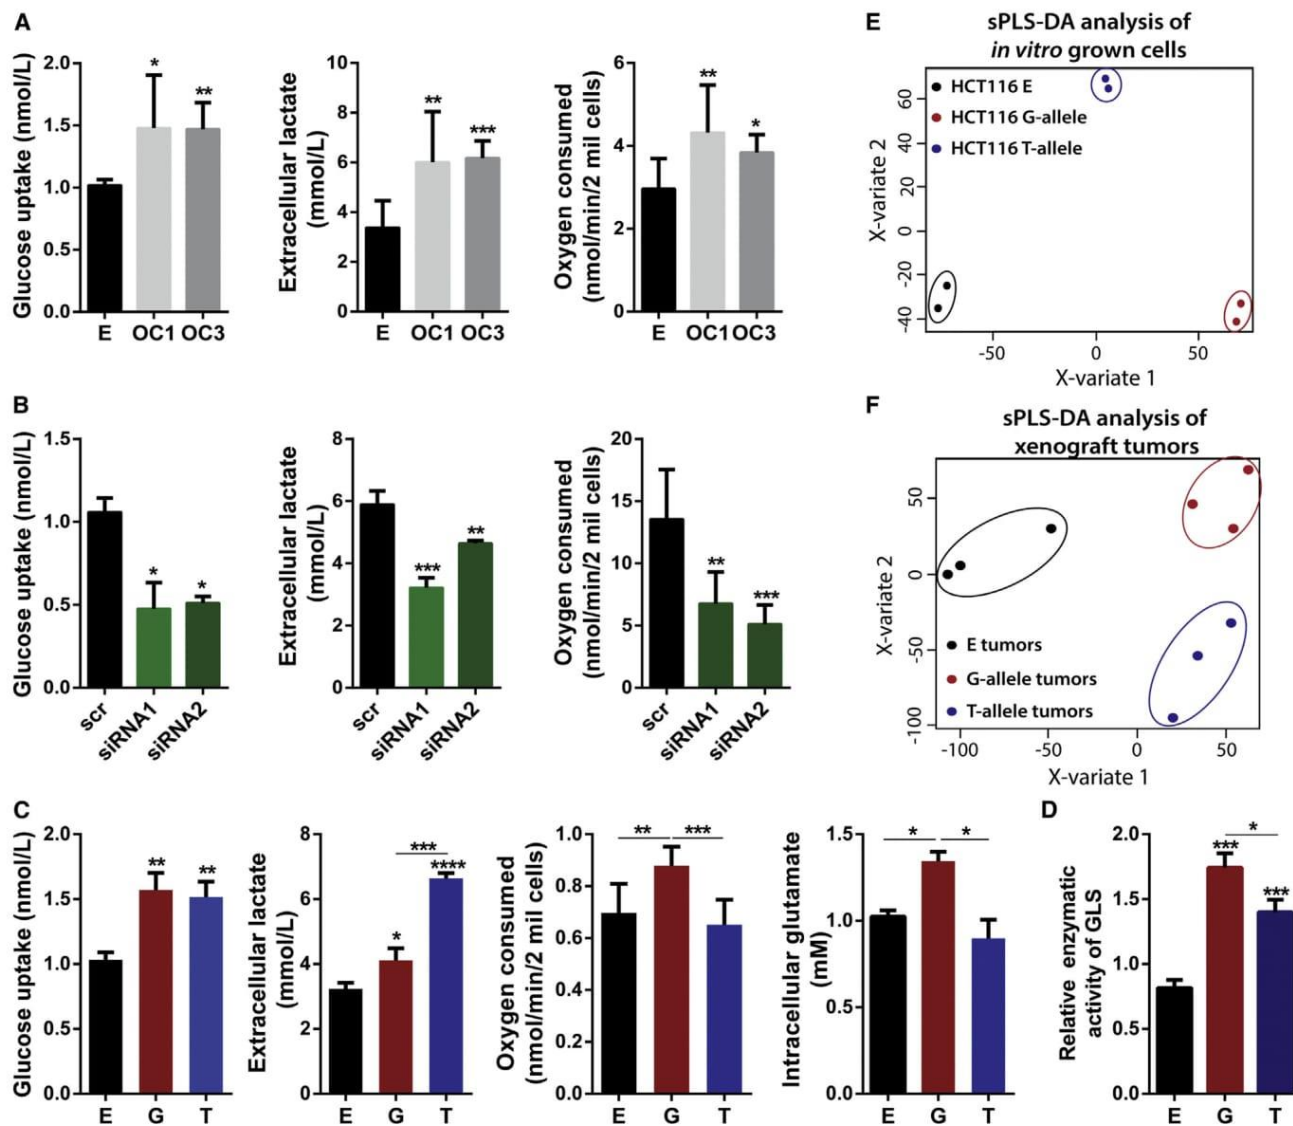 A
Glucose uptake (nmol/L)
2.0
1.5
1.0
0.5
0.0
*
**
E
OC1
OC3
Extracellular lactate
(mmol/L)
10
8
6
4
2
0
**
***
E
OC1
OC3
Oxygen consumed
(nmol/min/2 mil cells)
6
4
2
0
**
*
E
OC1
OC3
E
sPLS-DA analysis of
in vitro grown cells
HCT116 E
HCT116 G-allele
HCT116 T-allele
X-variate 2
60
40
20
0
-20
-40
-50
0
50
X-variate 1
B
Glucose uptake (nmol/L)
1.5
1.0
0.5
0.0
*
*
scr
siRNA1
siRNA2
Extracellular lactate
(mmol/L)
8
6
4
2
0
***
**
scr
siRNA1
siRNA2
Oxygen consumed
(nmol/min/2 mil cells)
20
15
10
5
0
**
***
scr
siRNA1
siRNA2
F
sPLS-DA analysis of
xenograft tumors
E tumors
G-allele tumors
T-allele tumors
X-variate 2
50
0
-50
-100
-100
-50
0
50
X-variate 1
C
Glucose uptake (nmol/L)
2.0
1.5
1.0
0.5
0.0
**
**
E
G
T
Extracellular lactate
(mmol/L)
8
6
4
2
0
***
*
****
E
G
T
Oxygen consumed
(nmol/min/2 mil cells)
1.0
0.8
0.6
0.4
0.2
0.0
**
***
E
G
T
Intracellular glutamate
(mM)
1.5
1.0
0.5
0.0
*
*
E
G
T
D
Relative enzymatic
activity of GLS
2.0
1.5
1.0
0.5
0.0
*
***
***
E
G
T